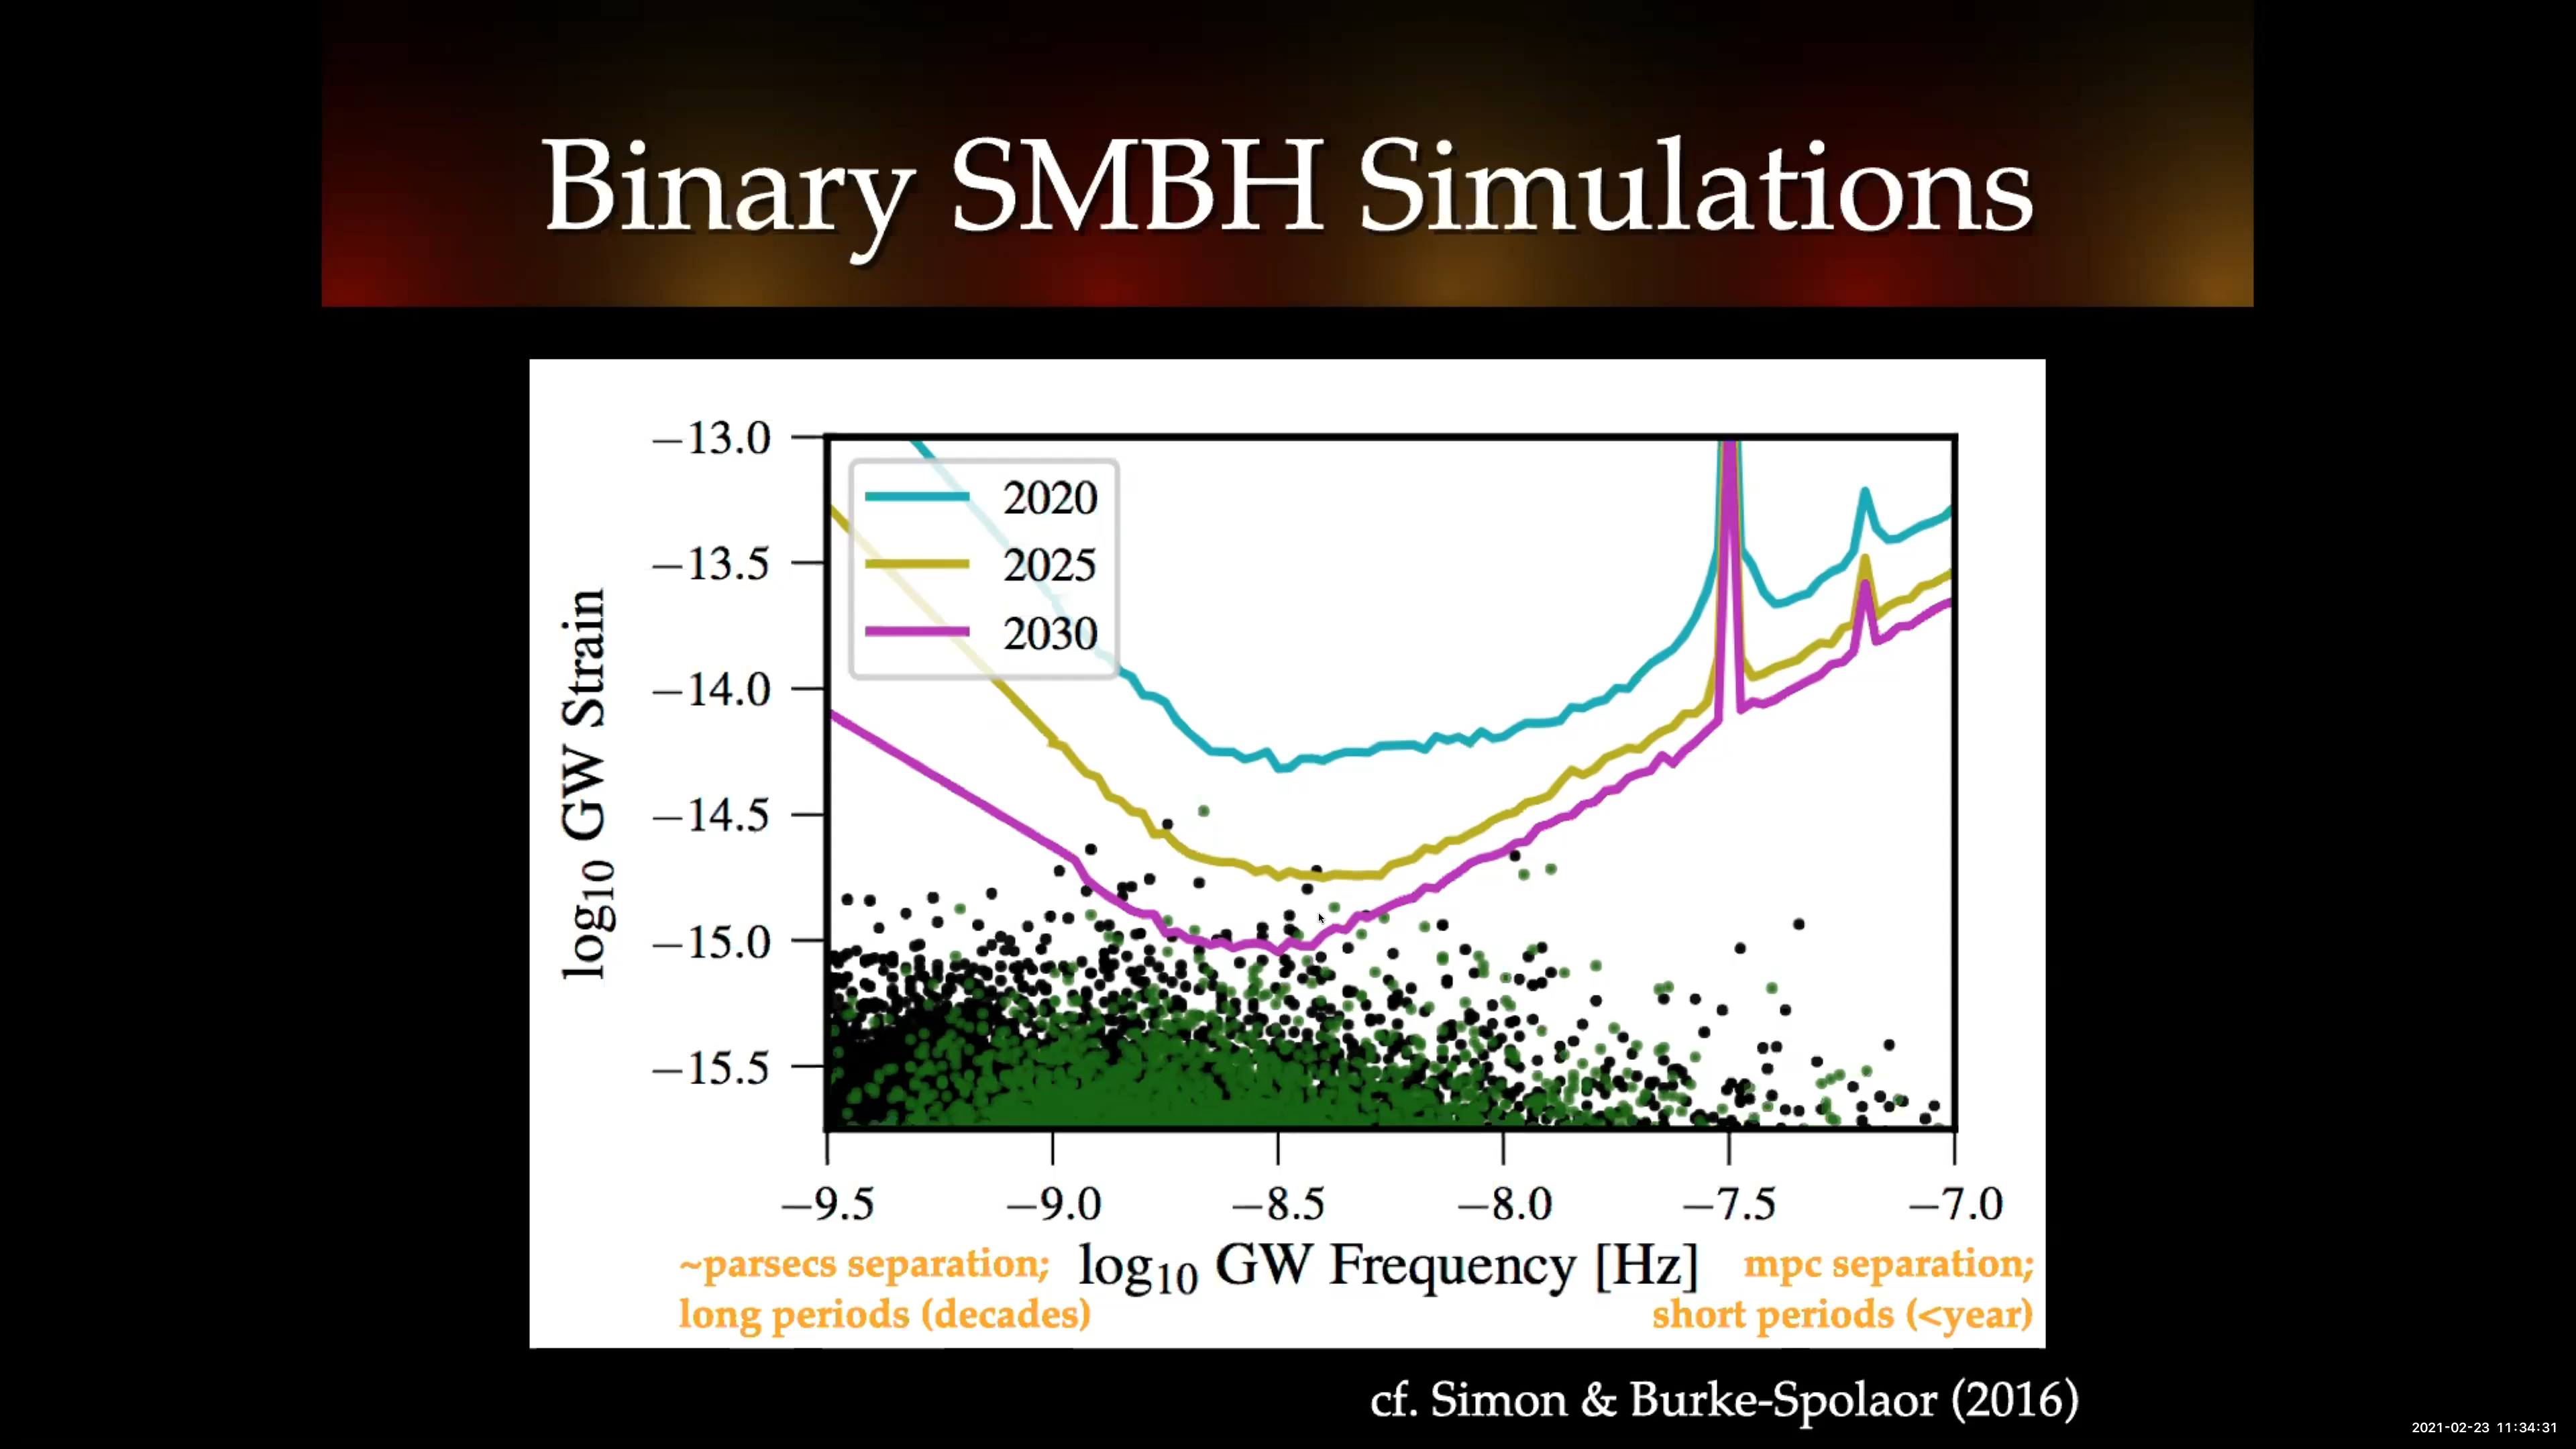 Binary SMBH Simulations
−13.0
−13.5
−14.0
−14.5
−15.0
−15.5
log10 GW Strain
2020
2025
2030
−9.5 −9.0 −8.5 −8.0 −7.5 −7.0
log10 GW Frequency [Hz]
~parsecs separation;
long periods (decades)
mpc separation;
short periods (<year)
cf. Simon & Burke-Spolaor (2016)
2021-02-23 11:34:31